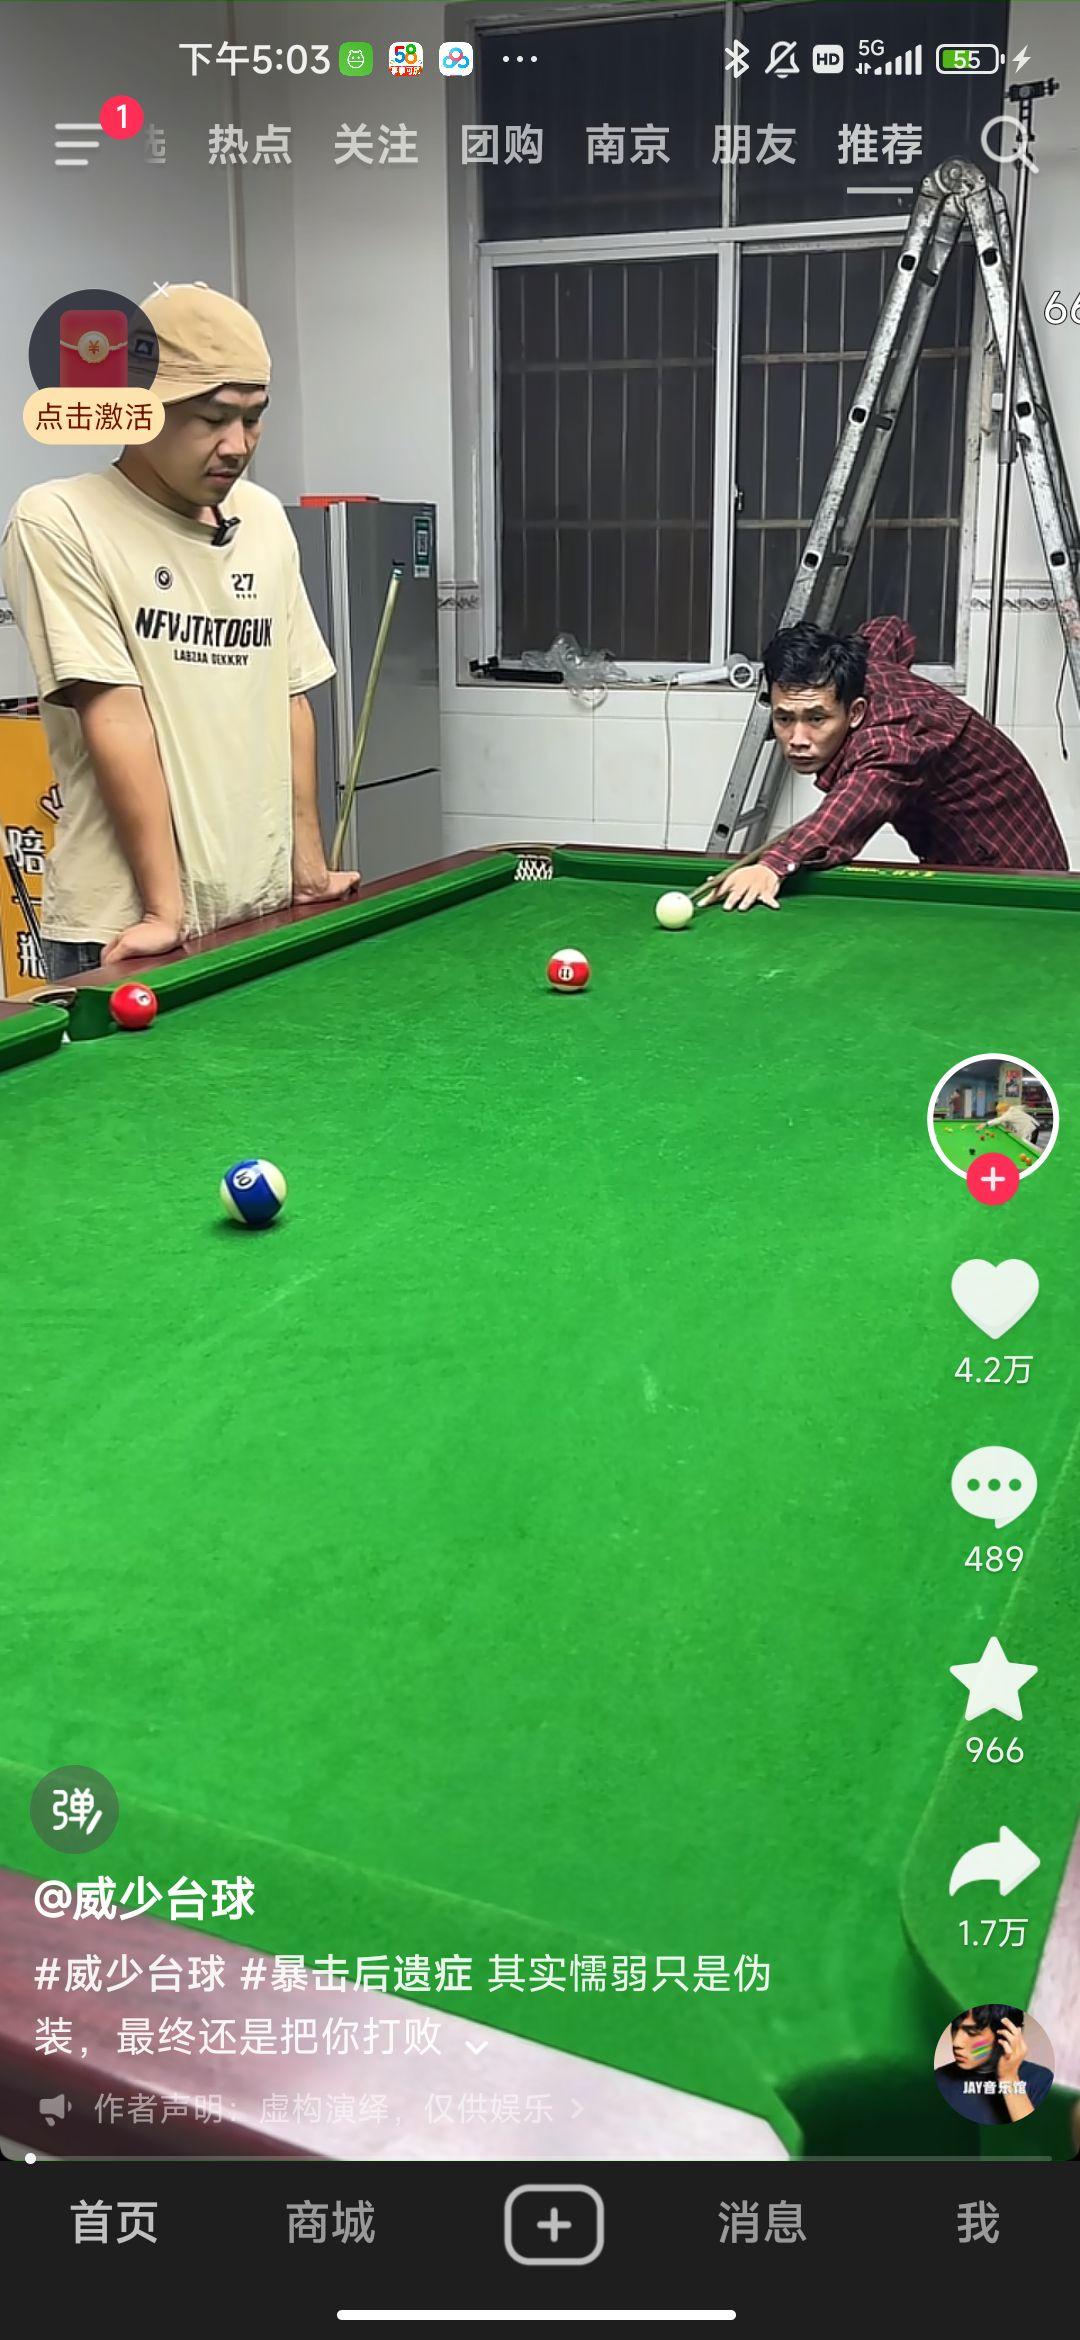 下午5:03
58
HD
5G
55
1
热点 关注 团购 南京 朋友 推荐
66
点击激活
27
NFVJTRTDGUK
LABZAA DEKKRY
陪
11
5
10
4.2万
489
966
1.7万
弹
@威少台球
#威少台球 #暴击后遗症 其实懦弱只是伪
装，最终还是把你打败
JAY音乐馆
作者声明：虚构演绎，仅供娱乐
首页 商城 消息 我